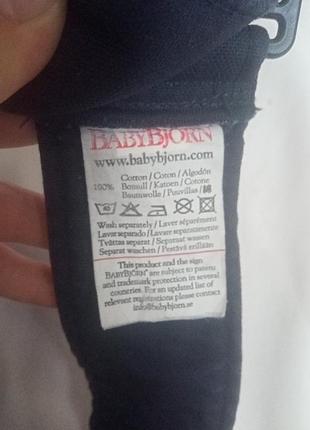 BABYBJÖRN
www.babybjorn.com
Cotton / Coton / Algodón
100% Bomull / Katoen / Cotone
Baumwolle / Puuvillaa / 綿
Wash separately / Laver séparément
Lavar separado / Lavare separatamente
Tvättas separat / Separaat wassen
Separat waschen / Pestävä erillään
This product and the sign
BABYBJÖRN® are subject to patents
and trademark protection in several
countries. For an updated list of
relevant registrations please contact
info@babybjorn.se